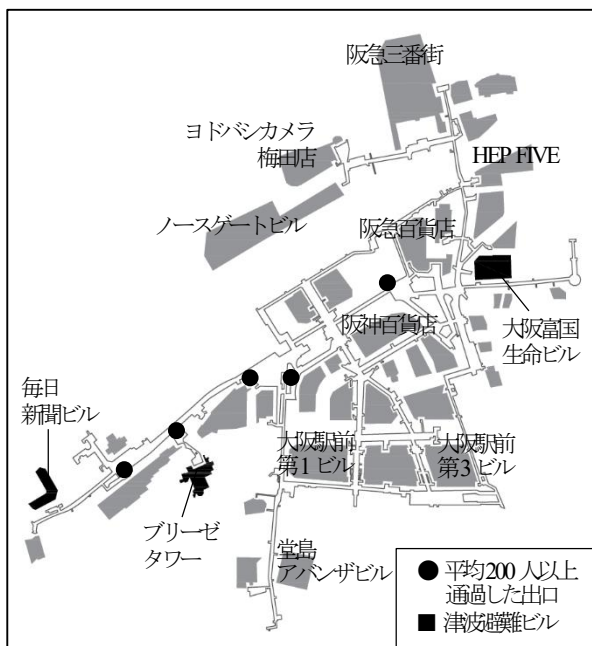 阪急三番街
ヨドバシカメラ
梅田店
HEP FIVE
ノースゲートビル
阪急百貨店
阪神百貨店
大阪富国
生命ビル
毎日
新聞ビル
大阪駅前
第1ビル
大阪駅前
第3ビル
ブリーゼ
タワー
堂島
アバンザビル
平均200人以上
通過した出口
津波避難ビル